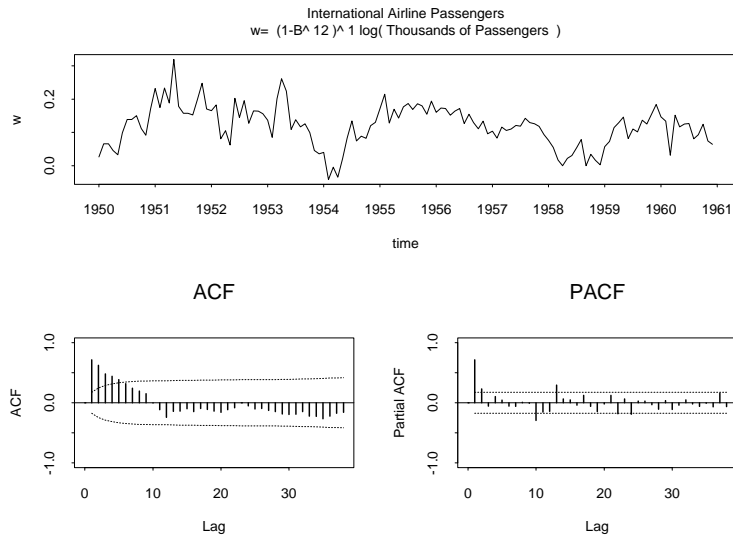 International Airline Passengers
w= (1-B^ 12 )^ 1 log( Thousands of Passengers )
w
0.2
0.0
1950 1951 1952 1953 1954 1955 1956 1957 1958 1959 1960 1961
time
ACF
ACF
1.0
0.0
-1.0
0 10 20 30
Lag
PACF
Partial ACF
1.0
0.0
-1.0
0 10 20 30
Lag